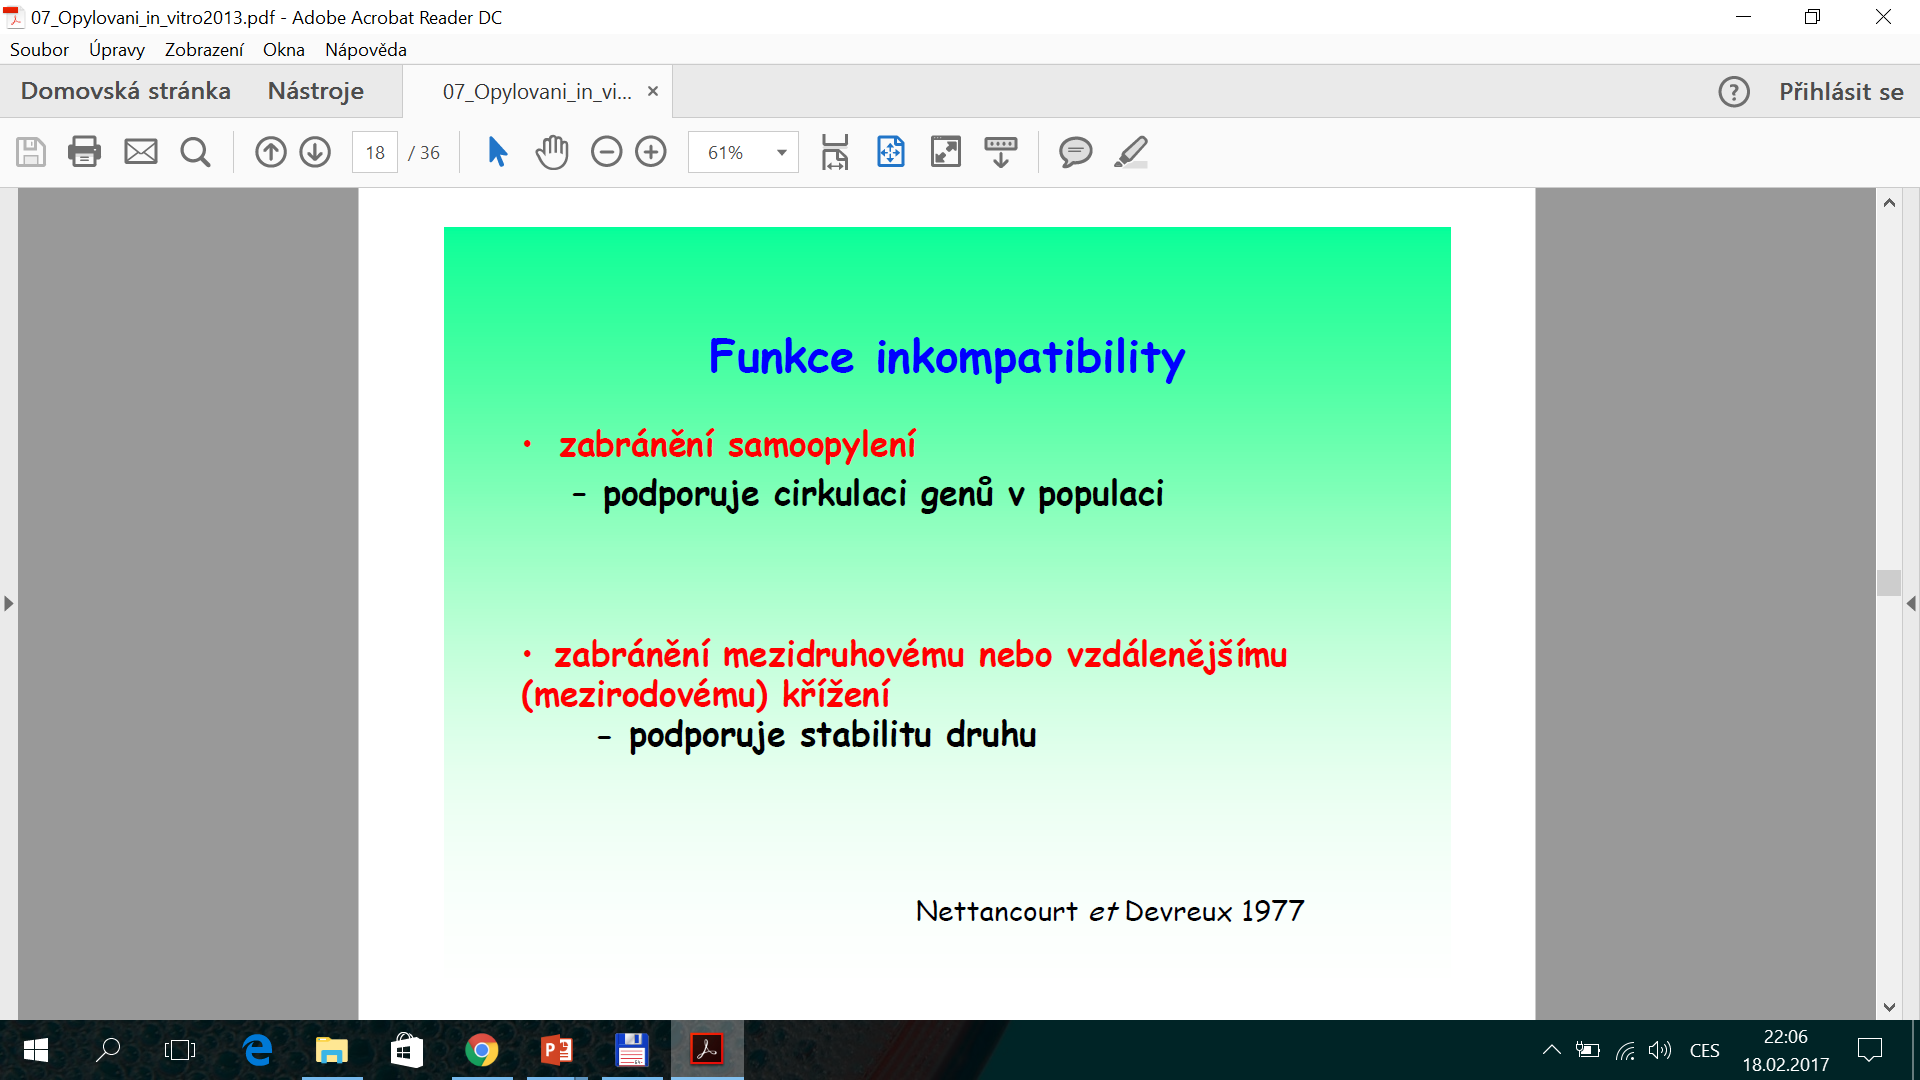 07_Opylovani_in_vitro2013.pdf - Adobe Acrobat Reader DC
Soubor Úpravy Zobrazení Okna Nápověda
Domovská stránka Nástroje 07_Opylovani_in_vi... × ? Přihlásit se
18 / 36 61%
Funkce inkompatibility
• zabránění samoopylení
- podporuje cirkulaci genů v populaci
• zabránění mezidruhovému nebo vzdálenějšímu
(mezirodovému) křížení
- podporuje stabilitu druhu
Nettancourt et Devreux 1977
CES
22:06
18.02.2017